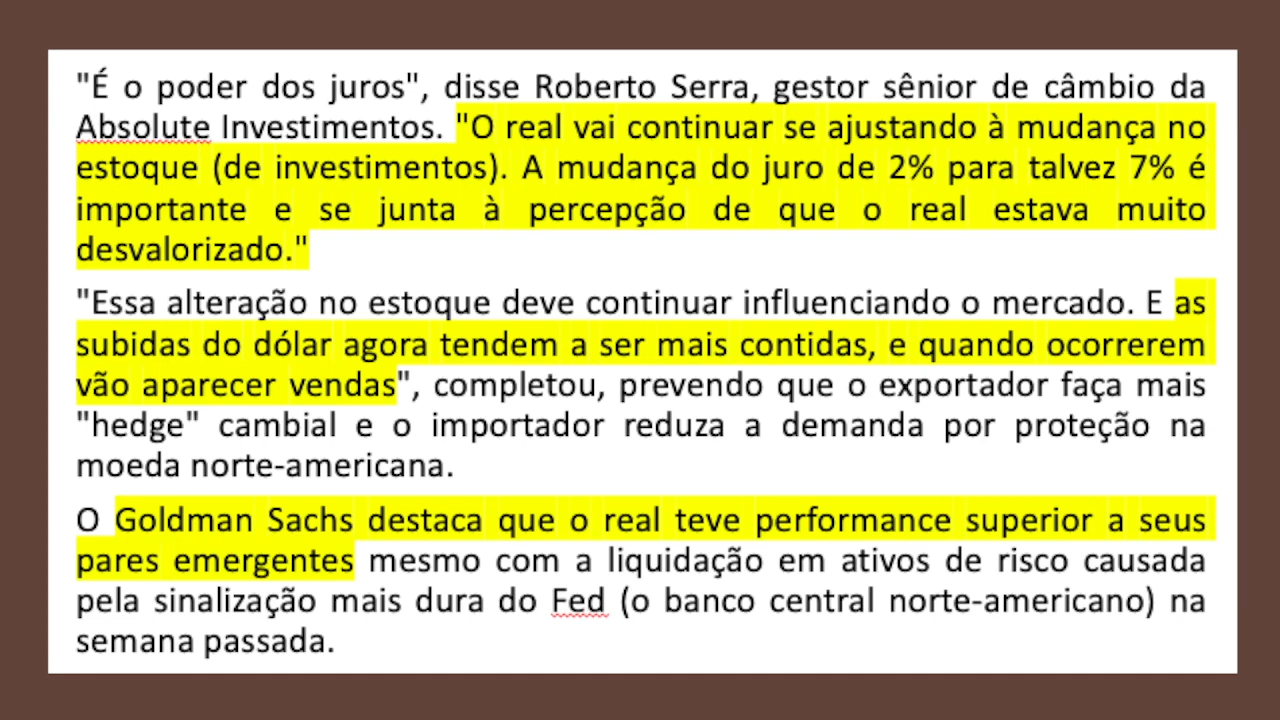 "É o poder dos juros", disse Roberto Serra, gestor sênior de câmbio da
Absolute Investimentos. "O real vai continuar se ajustando à mudança no
estoque (de investimentos). A mudança do juro de 2% para talvez 7% é
importante e se junta à percepção de que o real estava muito
desvalorizado."
"Essa alteração no estoque deve continuar influenciando o mercado. E as
subidas do dólar agora tendem a ser mais contidas, e quando ocorrerem
vão aparecer vendas", completou, prevendo que o exportador faça mais
"hedge" cambial e o importador reduza a demanda por proteção na
moeda norte-americana.
O Goldman Sachs destaca que o real teve performance superior a seus
pares emergentes mesmo com a liquidação em ativos de risco causada
pela sinalização mais dura do Fed (o banco central norte-americano) na
semana passada.